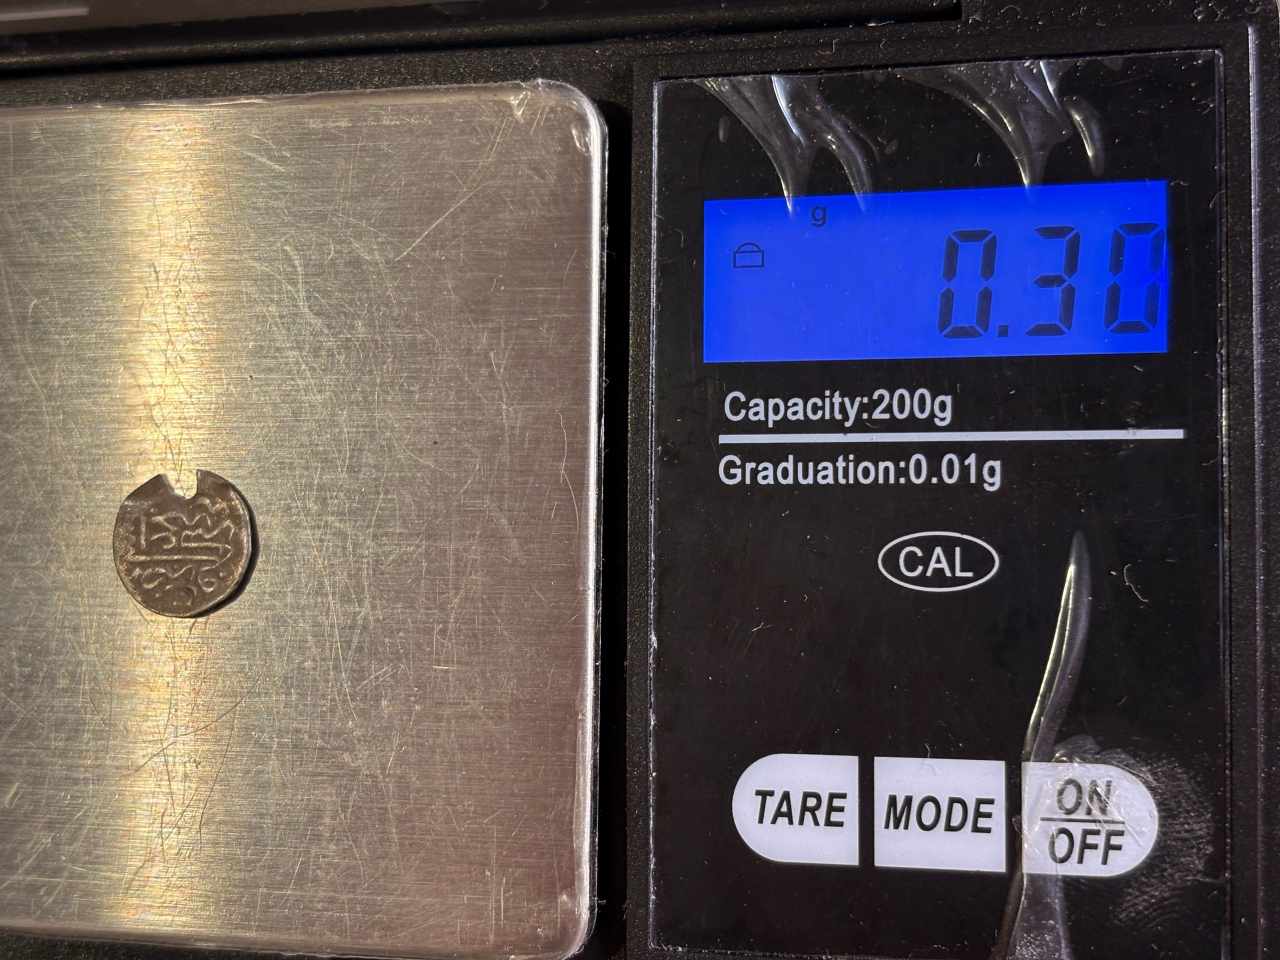 g
0.30
Capacity:200g
Graduation:0.01g
CAL
TARE MODE ON
OFF